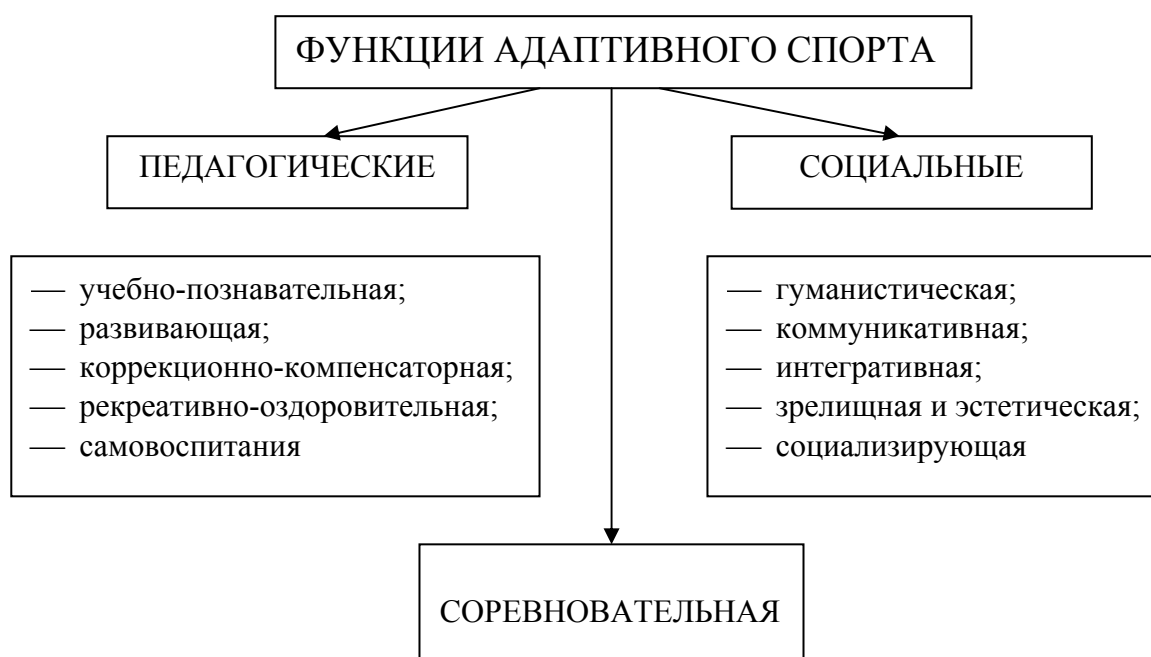 ФУНКЦИИ АДАПТИВНОГО СПОРТА
ПЕДАГОГИЧЕСКИЕ
СОЦИАЛЬНЫЕ
— учебно-познавательная;
— развивающая;
— коррекционно-компенсаторная;
— рекреативно-оздоровительная;
— самовоспитания
— гуманистическая;
— коммуникативная;
— интегративная;
— зрелищная и эстетическая;
— социализирующая
СОРЕВНОВАТЕЛЬНАЯ